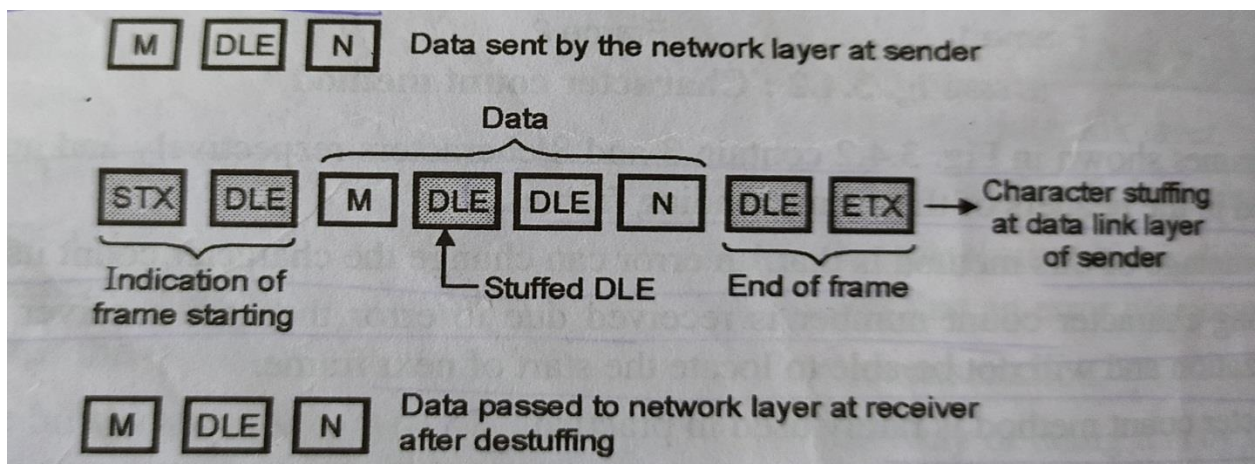 M DLE N Data sent by the network layer at sender
Data
STX DLE M DLE DLE N DLE ETX Character stuffing
at data link layer
of sender
Indication of
frame starting
Stuffed DLE
End of frame
M DLE N Data passed to network layer at receiver
after destuffing